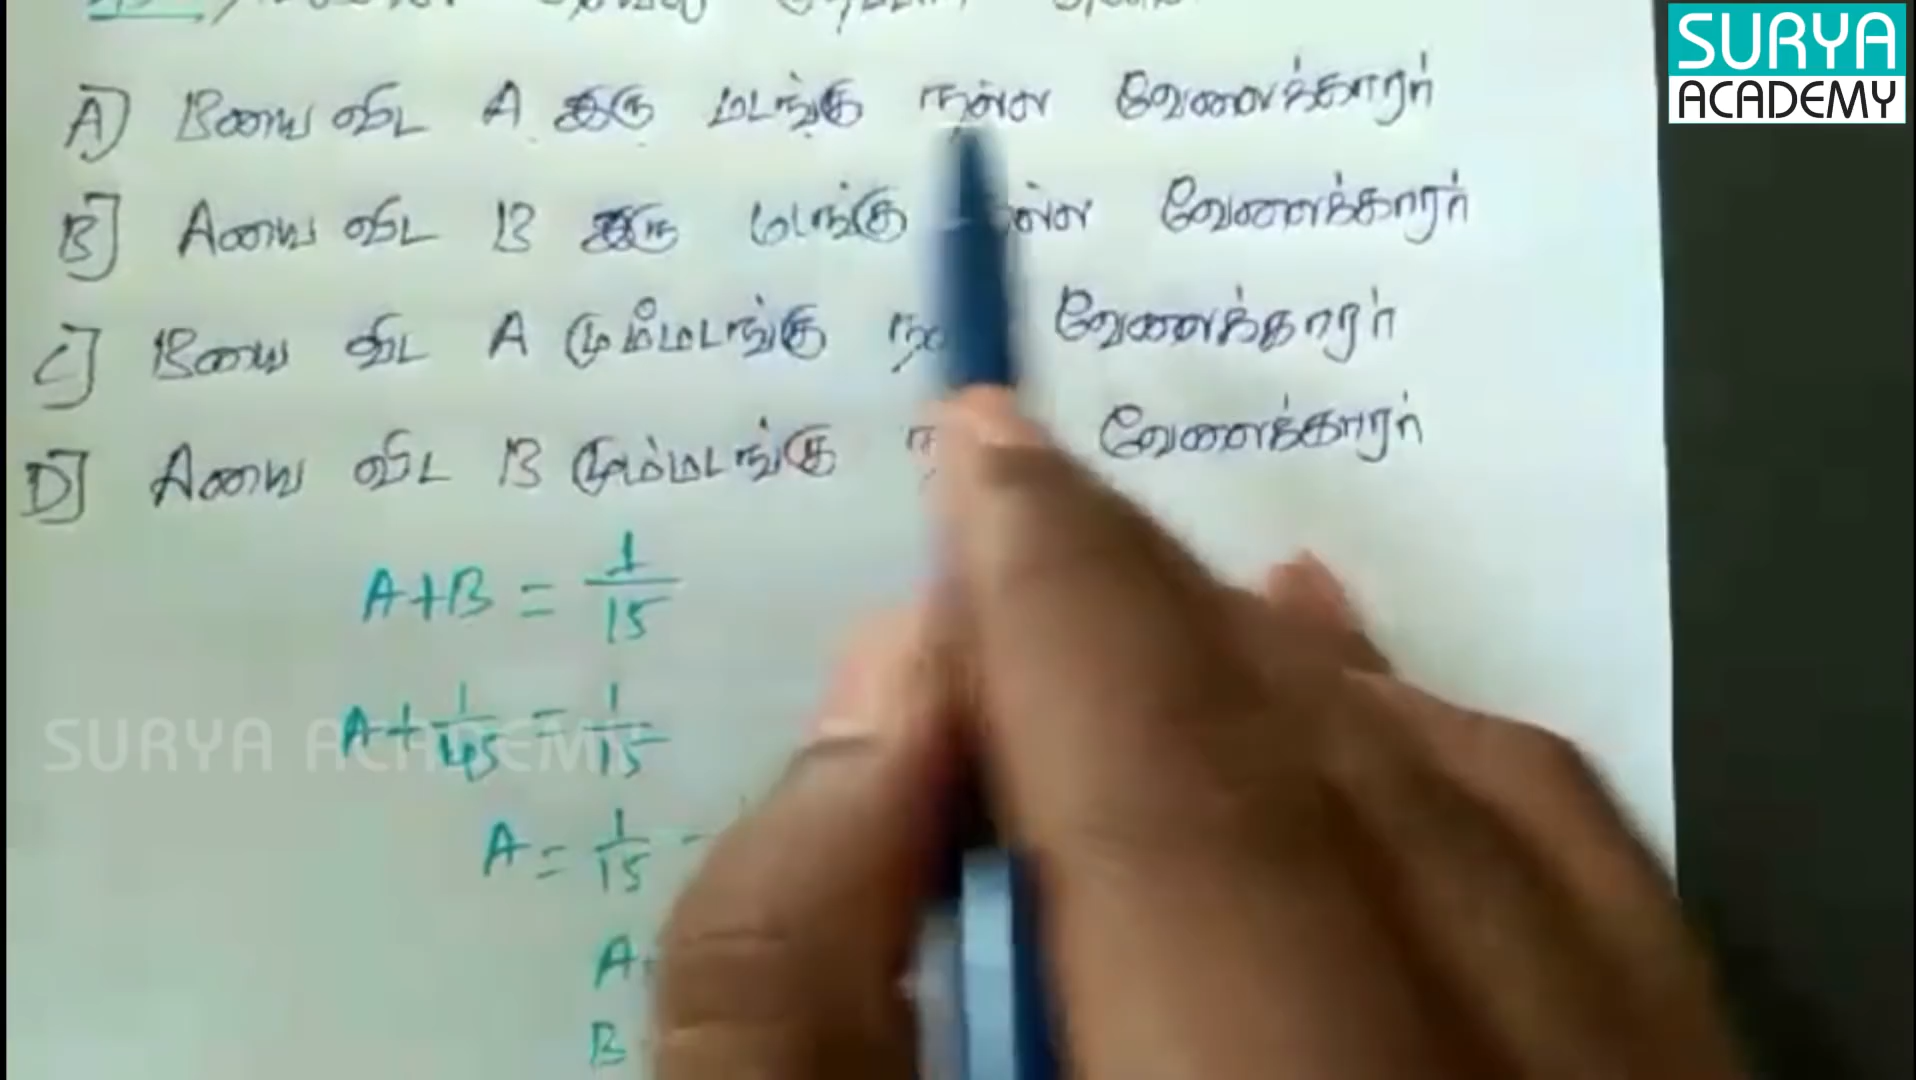 SURYA
ACADEMY
A] Bயை விட A இரு மடங்கு நல்ல வேலைக்காரர்
B] Aயை விட B இரு மடங்கு வேலைக்காரர்
C] Bயை விட A மும்மடங்கு வேலைக்காரர்
D] Aயை விட B மும்மடங்கு வேலைக்காரர்
A+B = 1/15
A+1/45 = 1/15
A = 1/15 -
A
B
SURYA ACADEMY